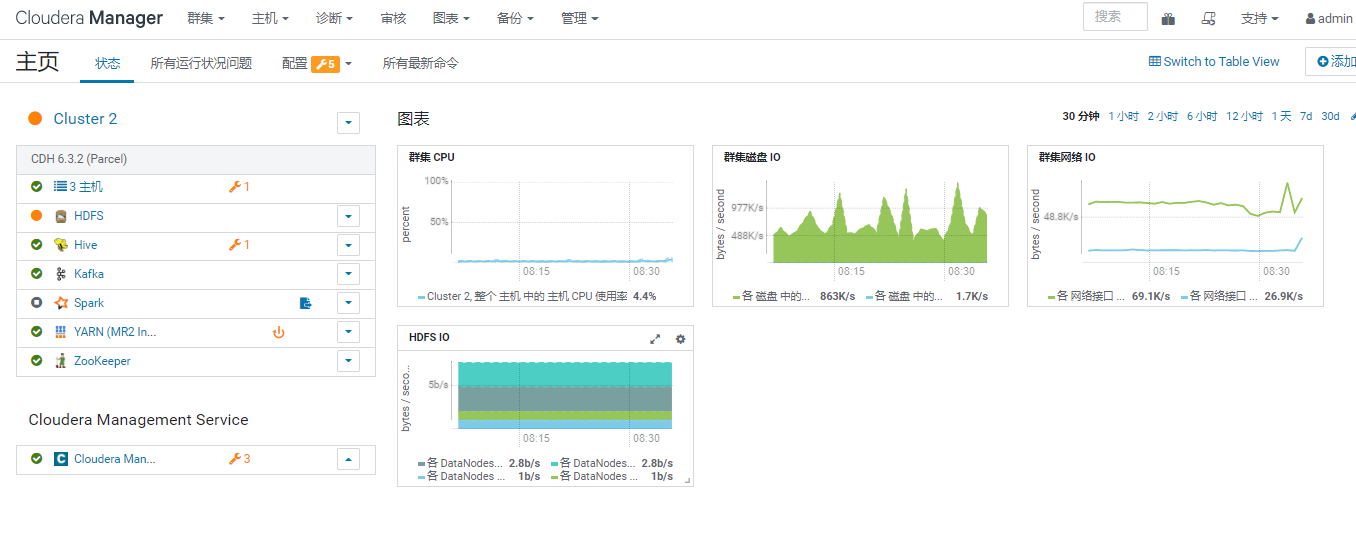 Cloudera Manager 群集 主机 诊断 审核 图表 备份 管理 搜索 支持 admin
主页 状态 所有运行状况问题 配置 5 所有最新命令 Switch to Table View 添加
Cluster 2
CDH 6.3.2 (Parcel)
3 主机 1
HDFS
Hive 1
Kafka
Spark
YARN (MR2 In...
ZooKeeper
Cloudera Management Service
Cloudera Man... 3
图表
30 分钟 1 小时 2 小时 6 小时 12 小时 1 天 7d 30d
群集 CPU
percent
100%
50%
08:15 08:30
Cluster 2, 整个 主机 中的 主机 CPU 使用率 4.4%
群集磁盘 IO
bytes / second
977K/s
488K/s
08:15 08:30
各 磁盘 中的... 863K/s 各 磁盘 中的... 1.7K/s
群集网络 IO
bytes / second
48.8K/s
08:15 08:30
各 网络接口 ... 69.1K/s 各 网络接口 ... 26.9K/s
HDFS IO
bytes / seco...
5b/s
08:15 08:30
各 DataNodes... 2.8b/s 各 DataNodes... 2.8b/s
各 DataNodes ... 1b/s 各 DataNodes ... 1b/s